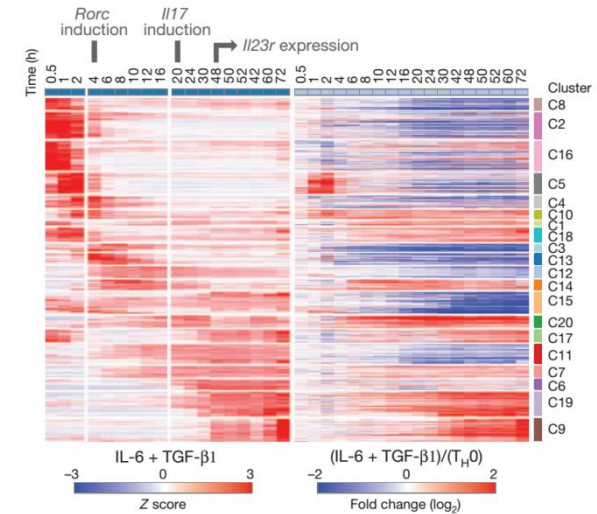 Rorc
induction
Il17
induction
Il23r expression
Time (h)
0.5 1 2 4 6 8 10 12 16 20 24 30 42 48 50 52 60 72
0.5 1 2 4 6 8 10 12 16 20 24 30 42 48 50 52 60 72
Cluster
C8
C2
C16
C5
C4
C10
C1
C18
C3
C13
C12
C14
C15
C20
C17
C11
C7
C6
C19
C9
IL-6 + TGF-β1
(IL-6 + TGF-β1)/(TH0)
−3 0 3
−2 0 2
Z score
Fold change (log2)